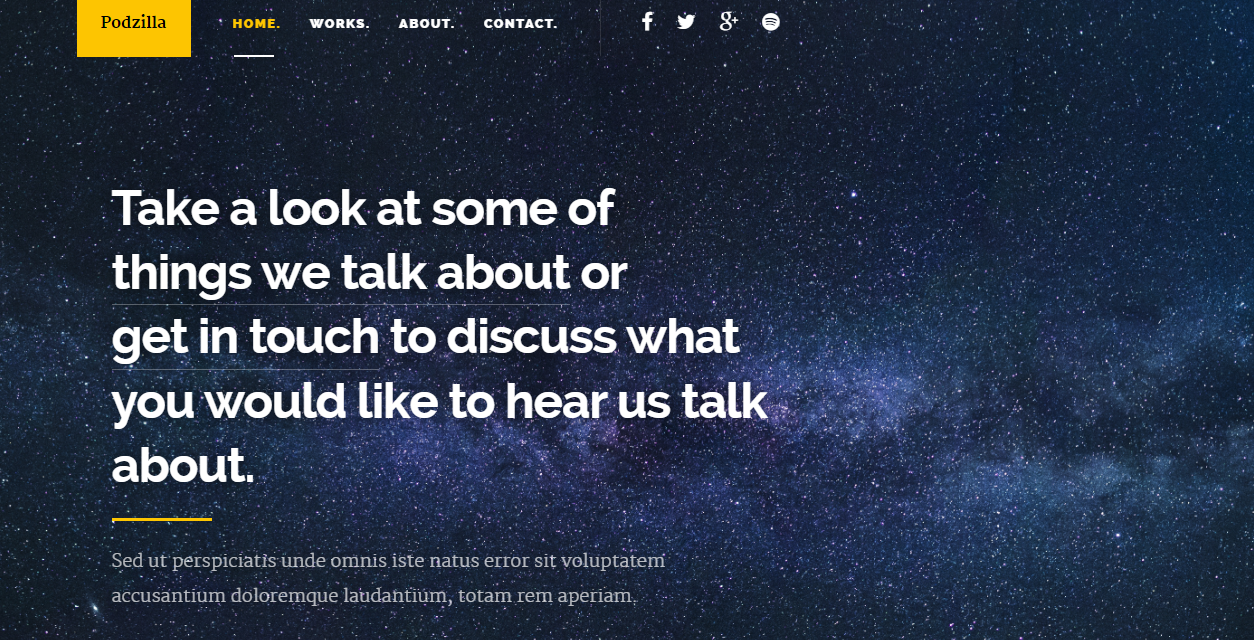 Podzilla
HOME.
WORKS.
ABOUT.
CONTACT.
Take a look at some of
things we talk about or
get in touch to discuss what
you would like to hear us talk
about.
Sed ut perspiciatis unde omnis iste natus error sit voluptatem
accusantium doloremque laudantium, totam rem aperiam.